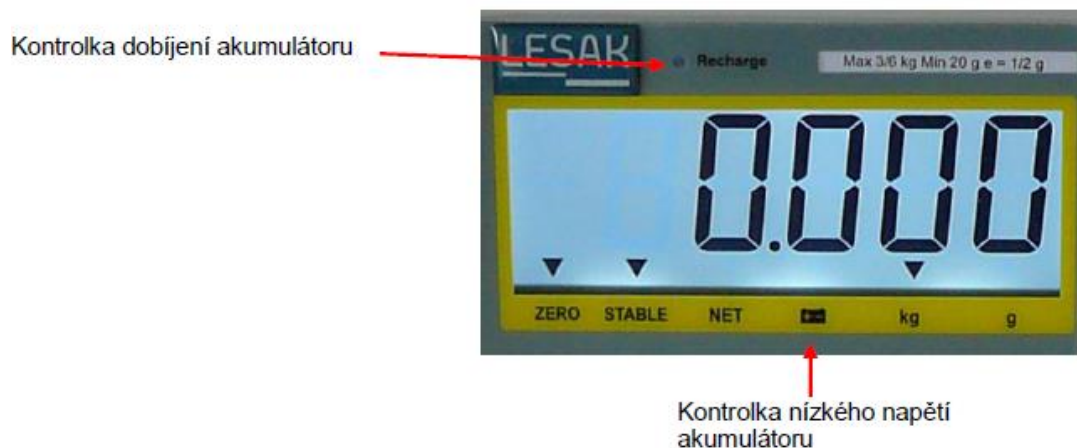 Kontrolka dobíjení akumulátoru
LESAK
Recharge
Max 3/6 kg Min 20 g e = 1/2 g
0.000
ZERO STABLE NET kg g
Kontrolka nízkého napětí
akumulátoru